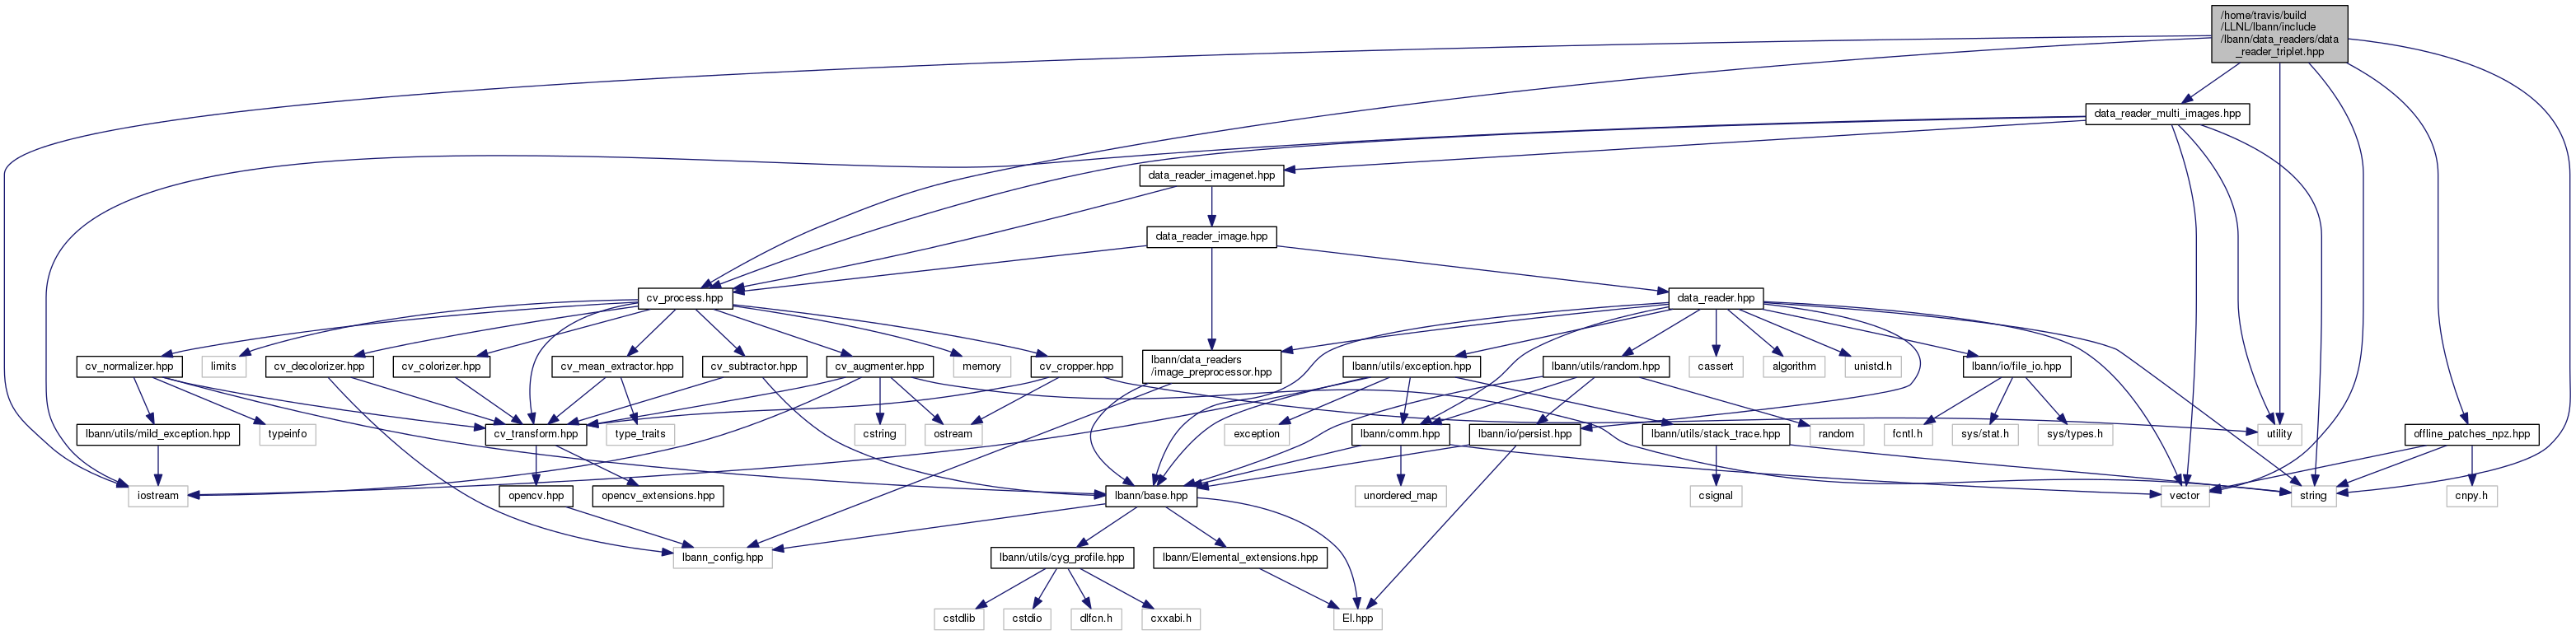 /home/travis/build
/LLNL/lbann/include
/lbann/data_readers/data
_reader_triplet.hpp
data_reader_multi_images.hpp
data_reader_imagenet.hpp
data_reader_image.hpp
cv_process.hpp
data_reader.hpp
cv_normalizer.hpp
limits
cv_decolorizer.hpp
cv_colorizer.hpp
cv_mean_extractor.hpp
cv_subtractor.hpp
cv_augmenter.hpp
memory
cv_cropper.hpp
lbann/data_readers
/image_preprocessor.hpp
lbann/utils/exception.hpp
lbann/utils/random.hpp
cassert
algorithm
unistd.h
lbann/io/file_io.hpp
lbann/utils/mild_exception.hpp
typeinfo
cv_transform.hpp
type_traits
cstring
ostream
exception
lbann/comm.hpp
lbann/io/persist.hpp
lbann/utils/stack_trace.hpp
random
fcntl.h
sys/stat.h
sys/types.h
utility
offline_patches_npz.hpp
iostream
opencv.hpp
opencv_extensions.hpp
lbann/base.hpp
unordered_map
csignal
vector
string
cnpy.h
lbann_config.hpp
lbann/utils/cyg_profile.hpp
lbann/Elemental_extensions.hpp
cstdlib
cstdio
dlfcn.h
cxxabi.h
El.hpp